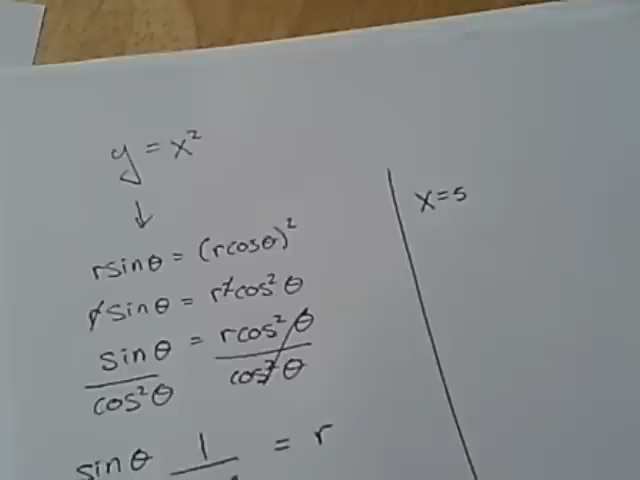 y = x²
↓
r sin θ = (r cos θ)²
r sin θ = r² cos² θ
sin θ / cos² θ = r cos² θ / cos² θ
sin θ 1/ = r
x = 5